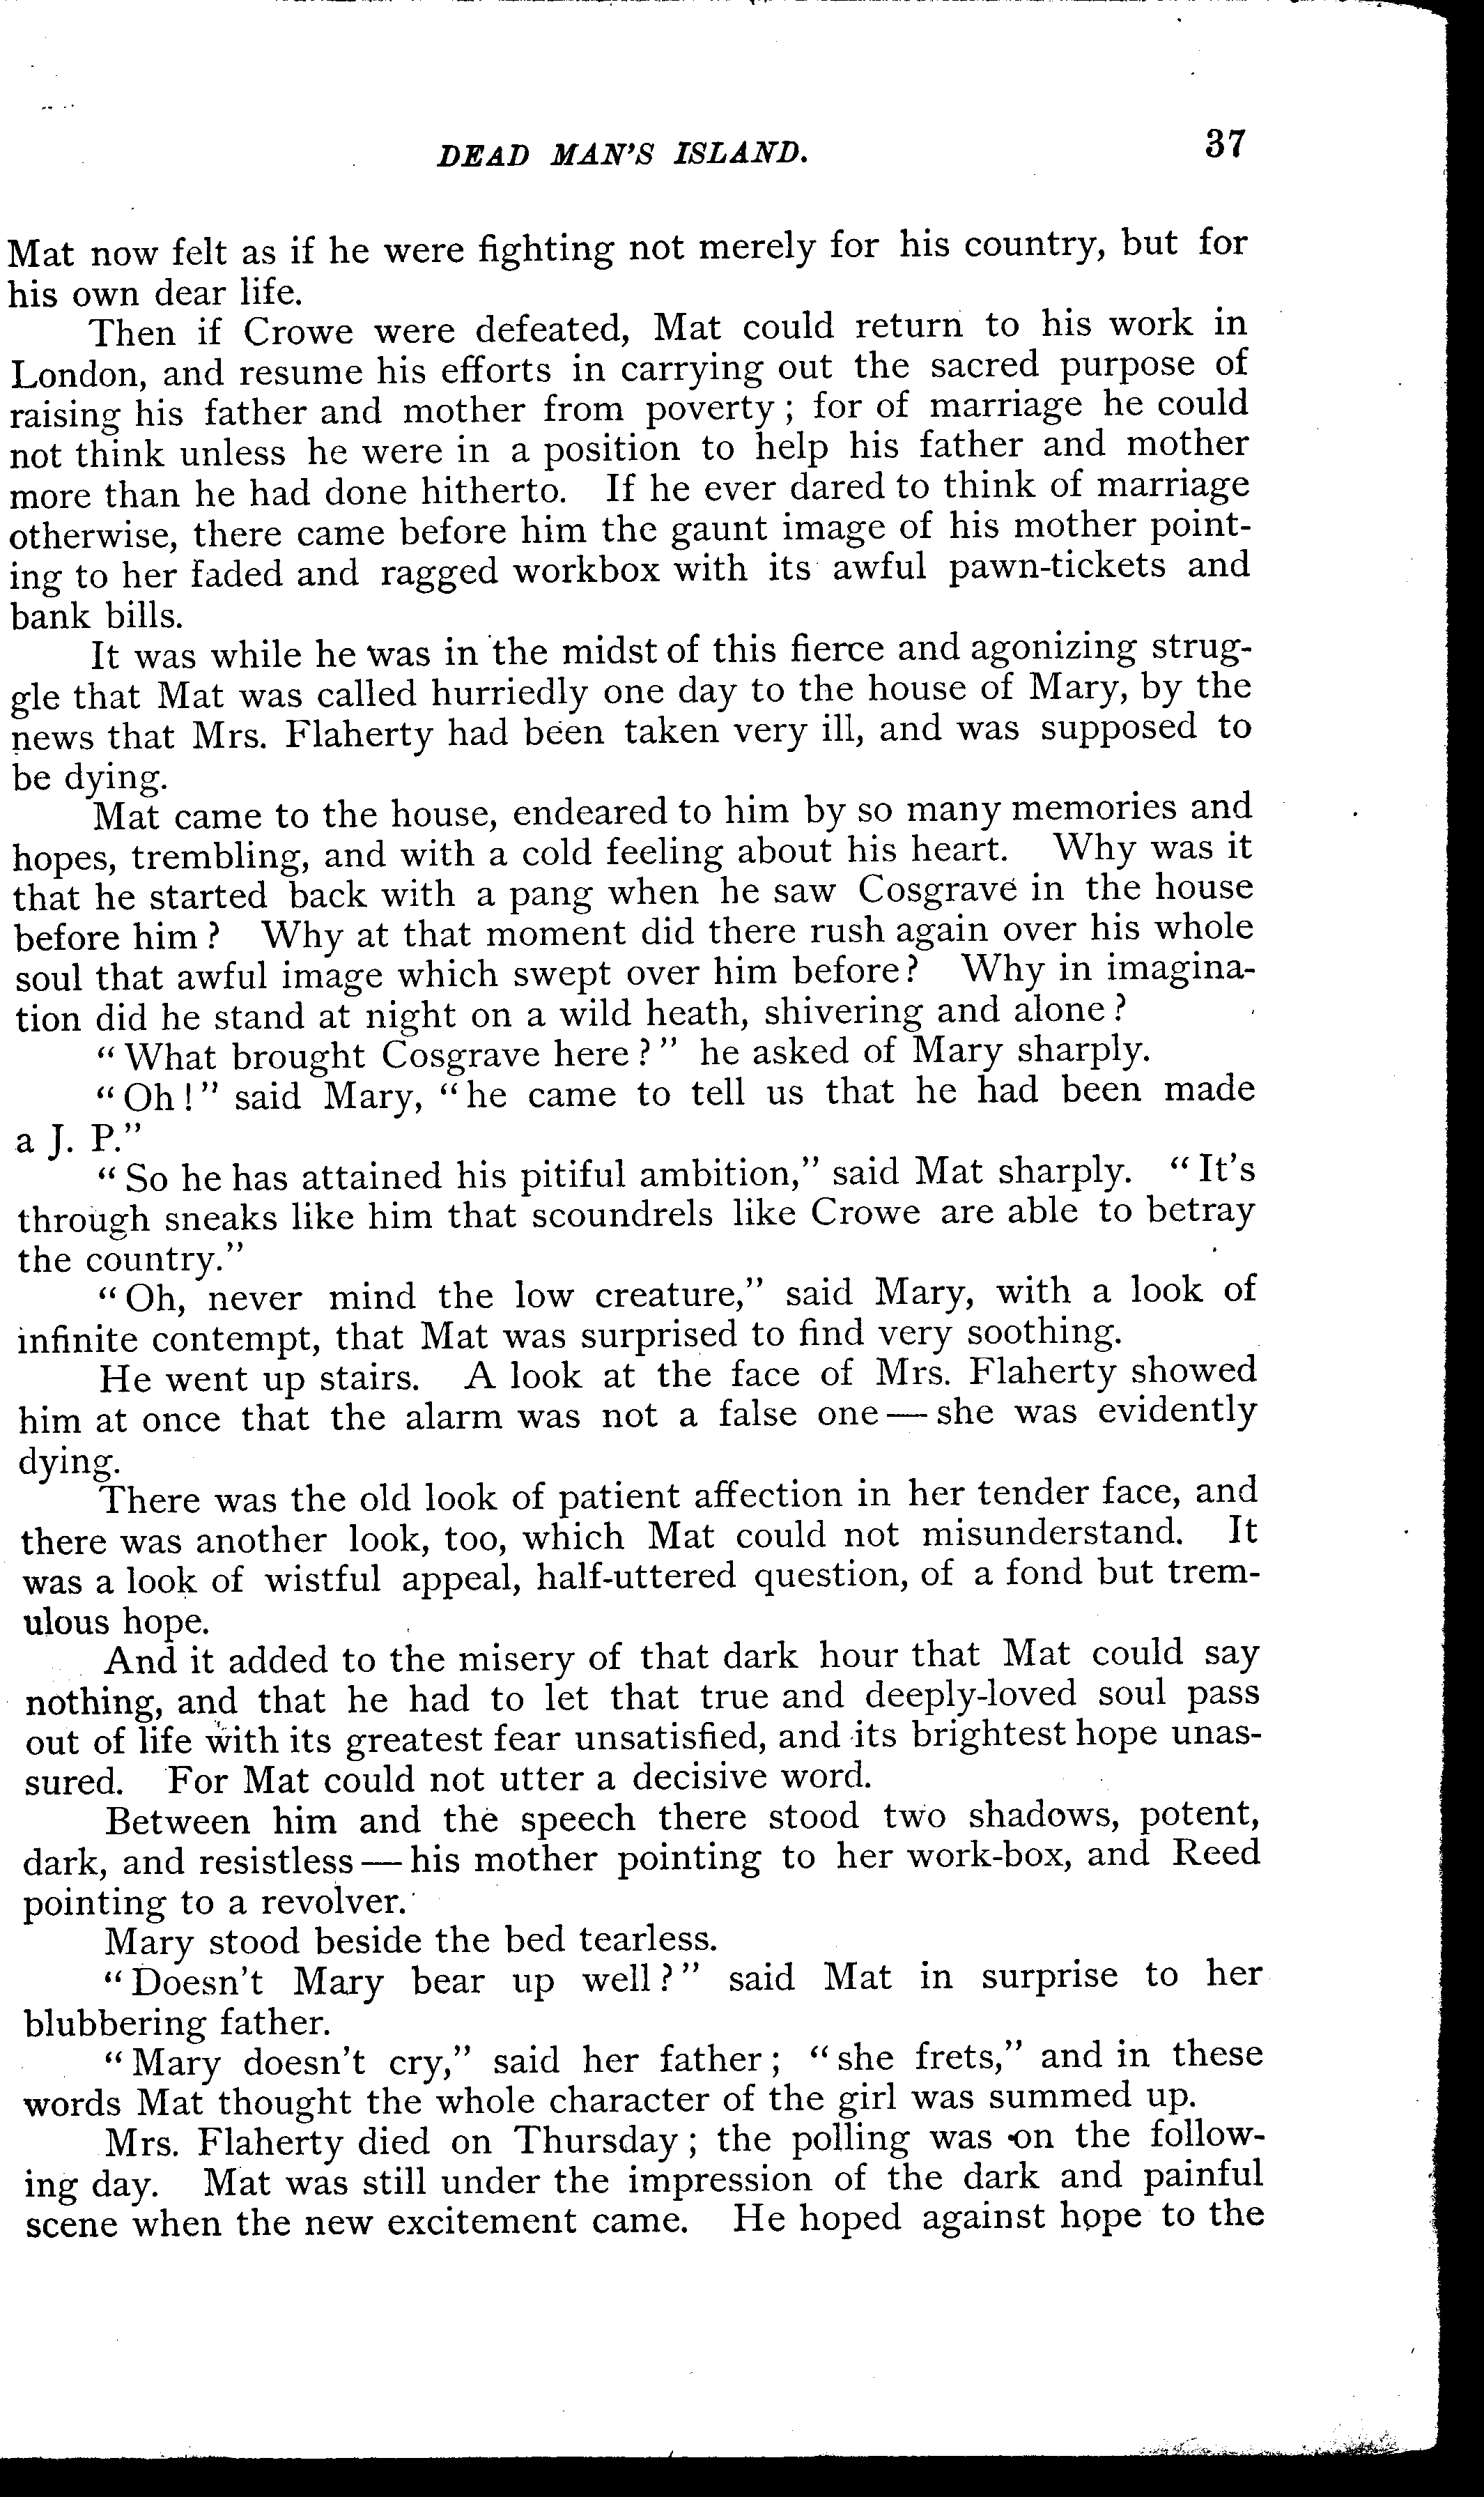 DEAD MAN'S ISLAND. 37
Mat now felt as if he were fighting not merely for his country, but for
his own dear life.
Then if Crowe were defeated, Mat could return to his work in
London, and resume his efforts in carrying out the sacred purpose of
raising his father and mother from poverty; for of marriage he could
not think unless he were in a position to help his father and mother
more than he had done hitherto. If he ever dared to think of marriage
otherwise, there came before him the gaunt image of his mother point-
ing to her faded and ragged workbox with its awful pawn-tickets and
bank bills.
It was while he was in the midst of this fierce and agonizing strug-
gle that Mat was called hurriedly one day to the house of Mary, by the
news that Mrs. Flaherty had been taken very ill, and was supposed to
be dying.
Mat came to the house, endeared to him by so many memories and
hopes, trembling, and with a cold feeling about his heart. Why was it
that he started back with a pang when he saw Cosgrave in the house
before him? Why at that moment did there rush again over his whole
soul that awful image which swept over him before? Why in imagina-
tion did he stand at night on a wild heath, shivering and alone?
"What brought Cosgrave here?" he asked of Mary sharply.
"Oh!" said Mary, "he came to tell us that he had been made
a J. P."
"So he has attained his pitiful ambition," said Mat sharply. "It's
through sneaks like him that scoundrels like Crowe are able to betray
the country."
"Oh, never mind the low creature," said Mary, with a look of
infinite contempt, that Mat was surprised to find very soothing.
He went up stairs. A look at the face of Mrs. Flaherty showed
him at once that the alarm was not a false one — she was evidently
dying.
There was the old look of patient affection in her tender face, and
there was another look, too, which Mat could not misunderstand. It
was a look of wistful appeal, half-uttered question, of a fond but trem-
ulous hope.
And it added to the misery of that dark hour that Mat could say
nothing, and that he had to let that true and deeply-loved soul pass
out of life with its greatest fear unsatisfied, and its brightest hope unas-
sured. For Mat could not utter a decisive word.
Between him and the speech there stood two shadows, potent,
dark, and resistless — his mother pointing to her work-box, and Reed
pointing to a revolver.
Mary stood beside the bed tearless.
"Doesn't Mary bear up well?" said Mat in surprise to her
blubbering father.
"Mary doesn't cry," said her father; "she frets," and in these
words Mat thought the whole character of the girl was summed up.
Mrs. Flaherty died on Thursday; the polling was on the follow-
ing day. Mat was still under the impression of the dark and painful
scene when the new excitement came. He hoped against hope to the